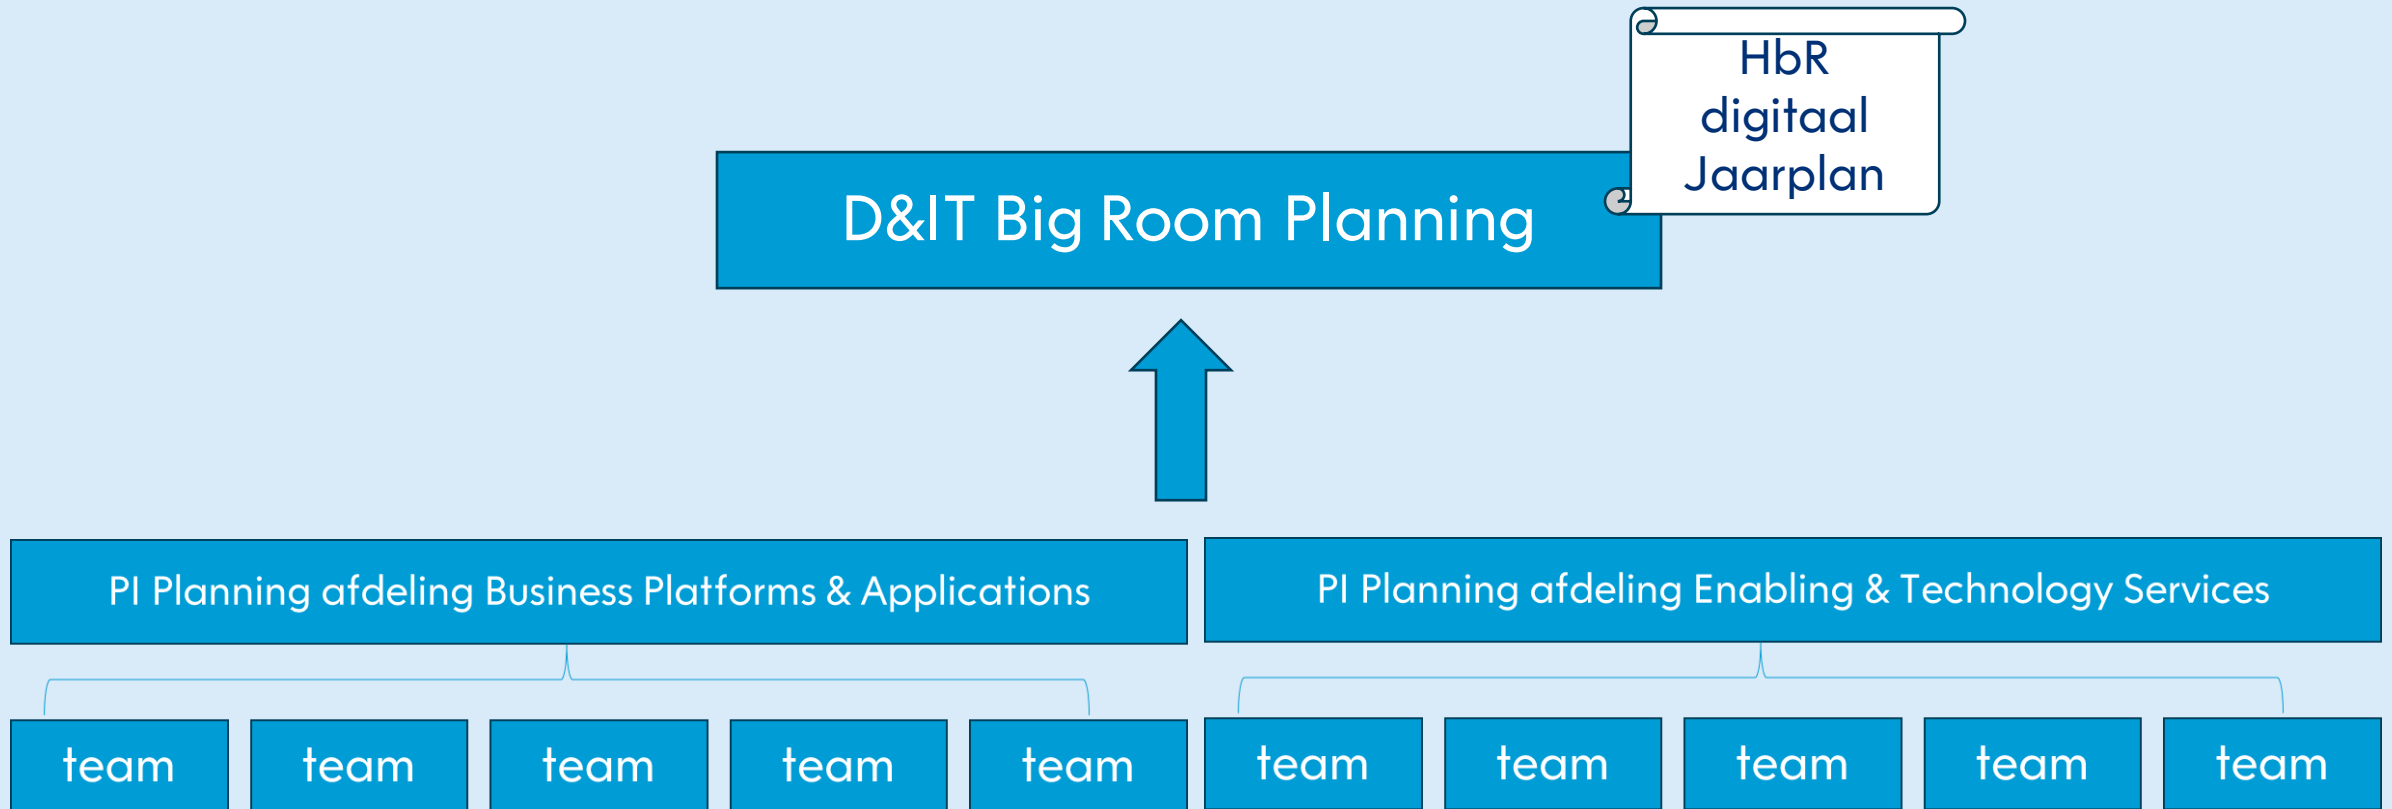 HbR
digitaal
Jaarplan
D&IT Big Room Planning
PI Planning afdeling Business Platforms & Applications
PI Planning afdeling Enabling & Technology Services
team
team
team
team
team
team
team
team
team
team